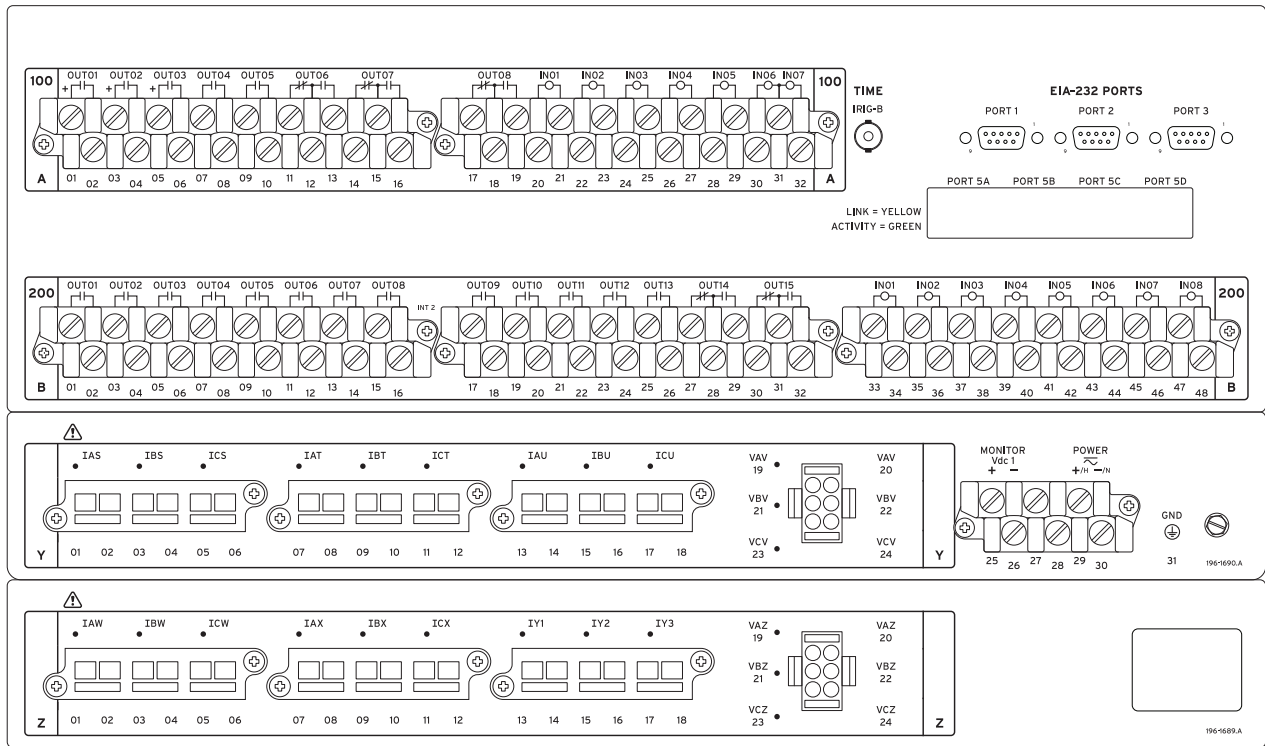 100 OUT01 OUT02 OUT03 OUT04 OUT05 OUT06 OUT07 OUT08 IN01 IN02 IN03 IN04 IN05 IN06 IN07 100
+ + +
A 01 02 03 04 05 06 07 08 09 10 11 12 13 14 15 16 17 18 19 20 21 22 23 24 25 26 27 28 29 30 31 32 A
TIME
IRIG-B
EIA-232 PORTS
PORT 1 PORT 2 PORT 3
1 1 1
9 9 9
PORT 5A PORT 5B PORT 5C PORT 5D
LINK = YELLOW
ACTIVITY = GREEN
200 OUT01 OUT02 OUT03 OUT04 OUT05 OUT06 OUT07 OUT08 INT 2 OUT09 OUT10 OUT11 OUT12 OUT13 OUT14 OUT15 IN01 IN02 IN03 IN04 IN05 IN06 IN07 IN08 200
B 01 02 03 04 05 06 07 08 09 10 11 12 13 14 15 16 17 18 19 20 21 22 23 24 25 26 27 28 29 30 31 32 33 34 35 36 37 38 39 40 41 42 43 44 45 46 47 48 B
IAS IBS ICS IAT IBT ICT IAU IBU ICU
VAV VAV
19 20
VBV VBV
21 22
VCV VCV
23 24
Y 01 02 03 04 05 06 07 08 09 10 11 12 13 14 15 16 17 18 Y
MONITOR POWER
Vdc 1
+ − +/H −/N
25 26 27 28 29 30
GND
31
196-1690.A
IAW IBW ICW IAX IBX ICX IY1 IY2 IY3
VAZ VAZ
19 20
VBZ VBZ
21 22
VCZ VCZ
23 24
Z 01 02 03 04 05 06 07 08 09 10 11 12 13 14 15 16 17 18 Z
196-1689.A